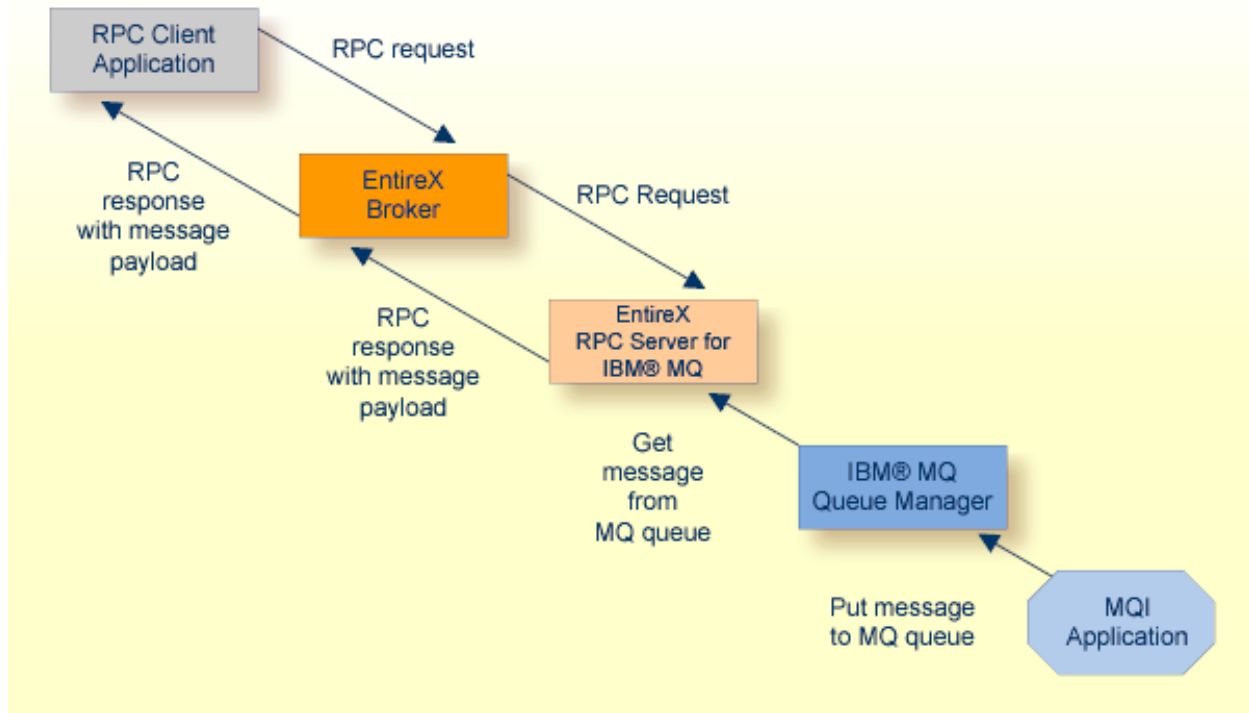 RPC Client
Application
RPC request
RPC
response
with message
payload
EntireX
Broker
RPC Request
RPC
response
with message
payload
EntireX
RPC Server for
IBM® MQ
Get
message
from
MQ queue
IBM® MQ
Queue Manager
Put message
to MQ queue
MQI
Application